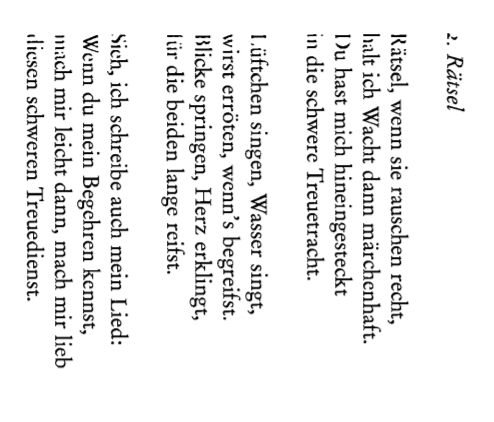 2. Rätsel
Rätsel, wenn sie rauschen recht,
halt ich Wacht dann märchenhaft.
Du hast mich hineingesteckt
in die schwere Treuetracht.
Lüftchen singen, Wasser singt,
wirst erröten, wenn's begreifst.
Blicke springen, Herz erklingt,
für die beiden lange reifst.
Sieh, ich schreibe auch mein Lied:
Wenn du mein Begehren kennst,
mach mir leicht dann, mach mir lieb
diesen schweren Treuedienst.